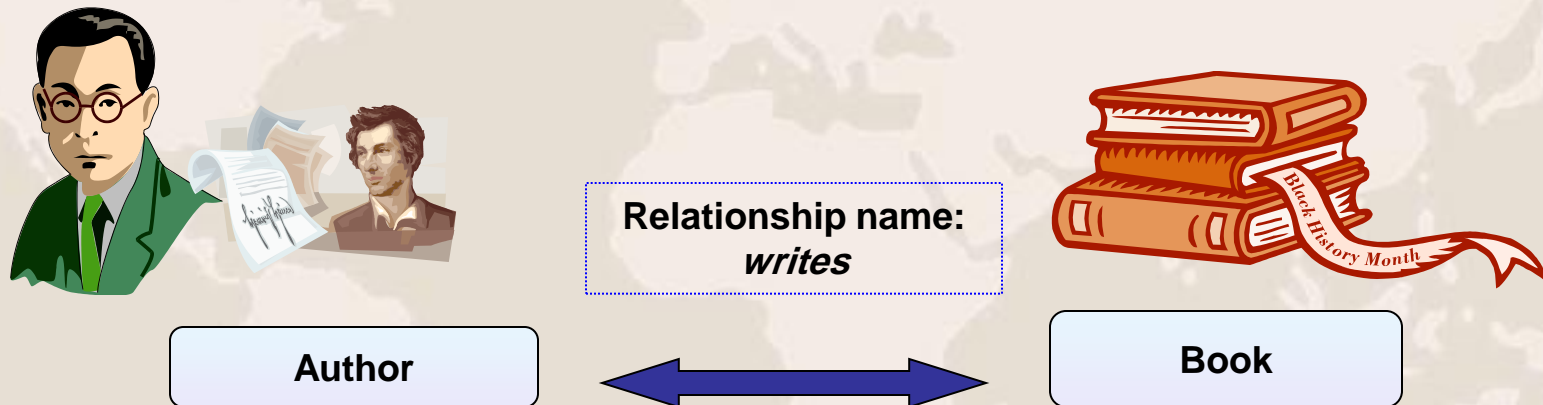 Relationship name:
writes
Black History Month
Author
Book